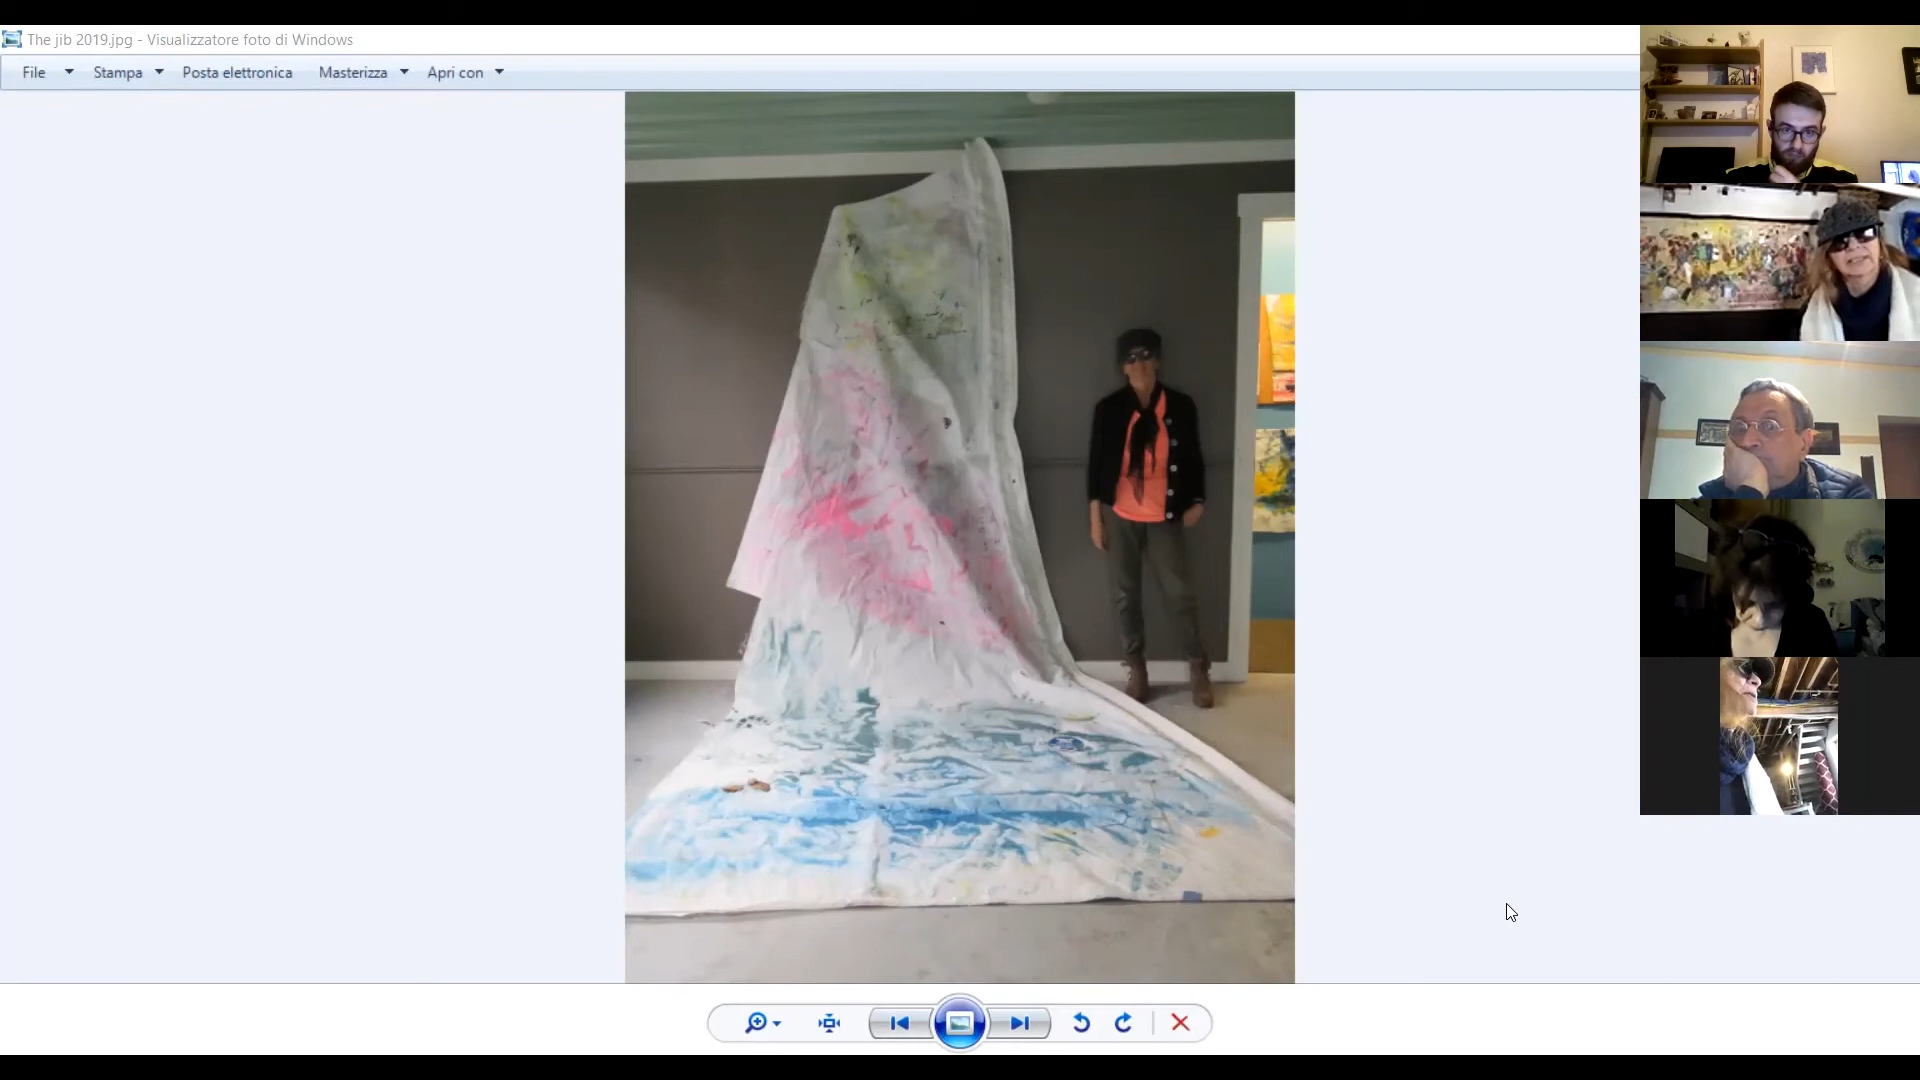 The jib 2019.jpg - Visualizzatore foto di Windows
File Stampa Posta elettronica Masterizza Apri con